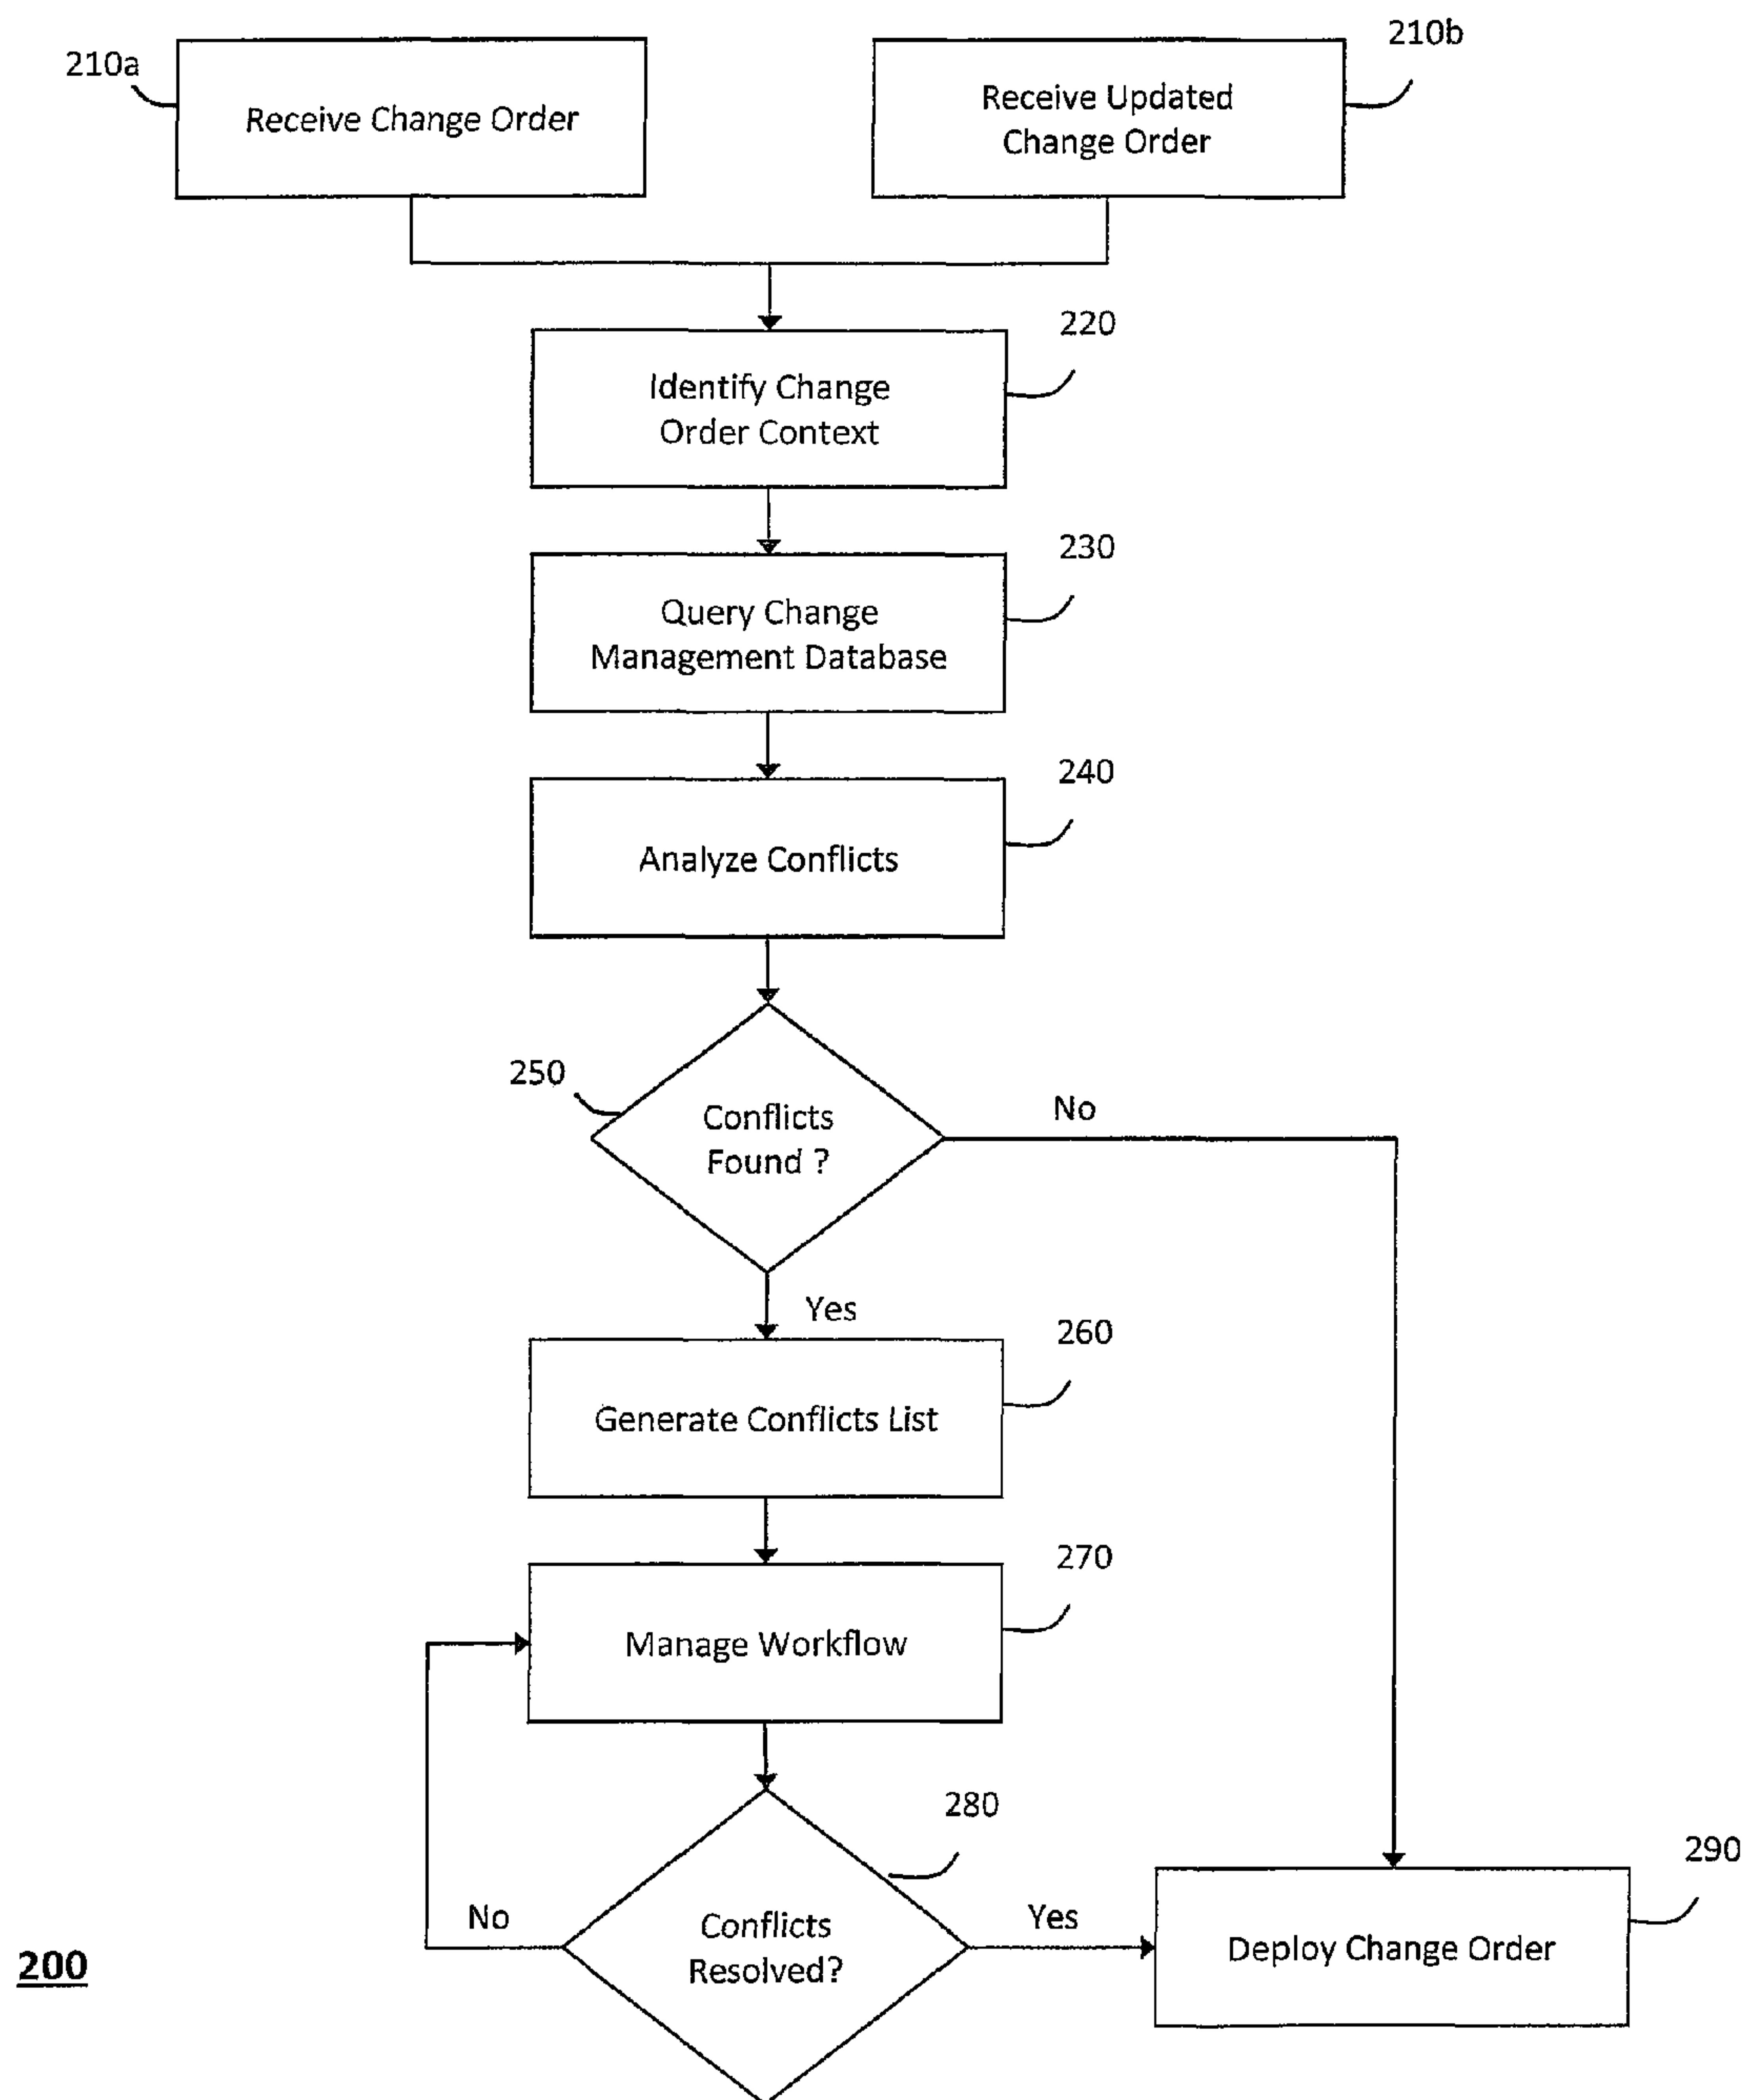 210a
Receive Change Order
210b
Receive Updated
Change Order
220
Identify Change
Order Context
230
Query Change
Management Database
240
Analyze Conflicts
250
Conflicts
Found ?
No
Yes
260
Generate Conflicts List
270
Manage Workflow
280
Conflicts
Resolved?
No
Yes
290
Deploy Change Order
200